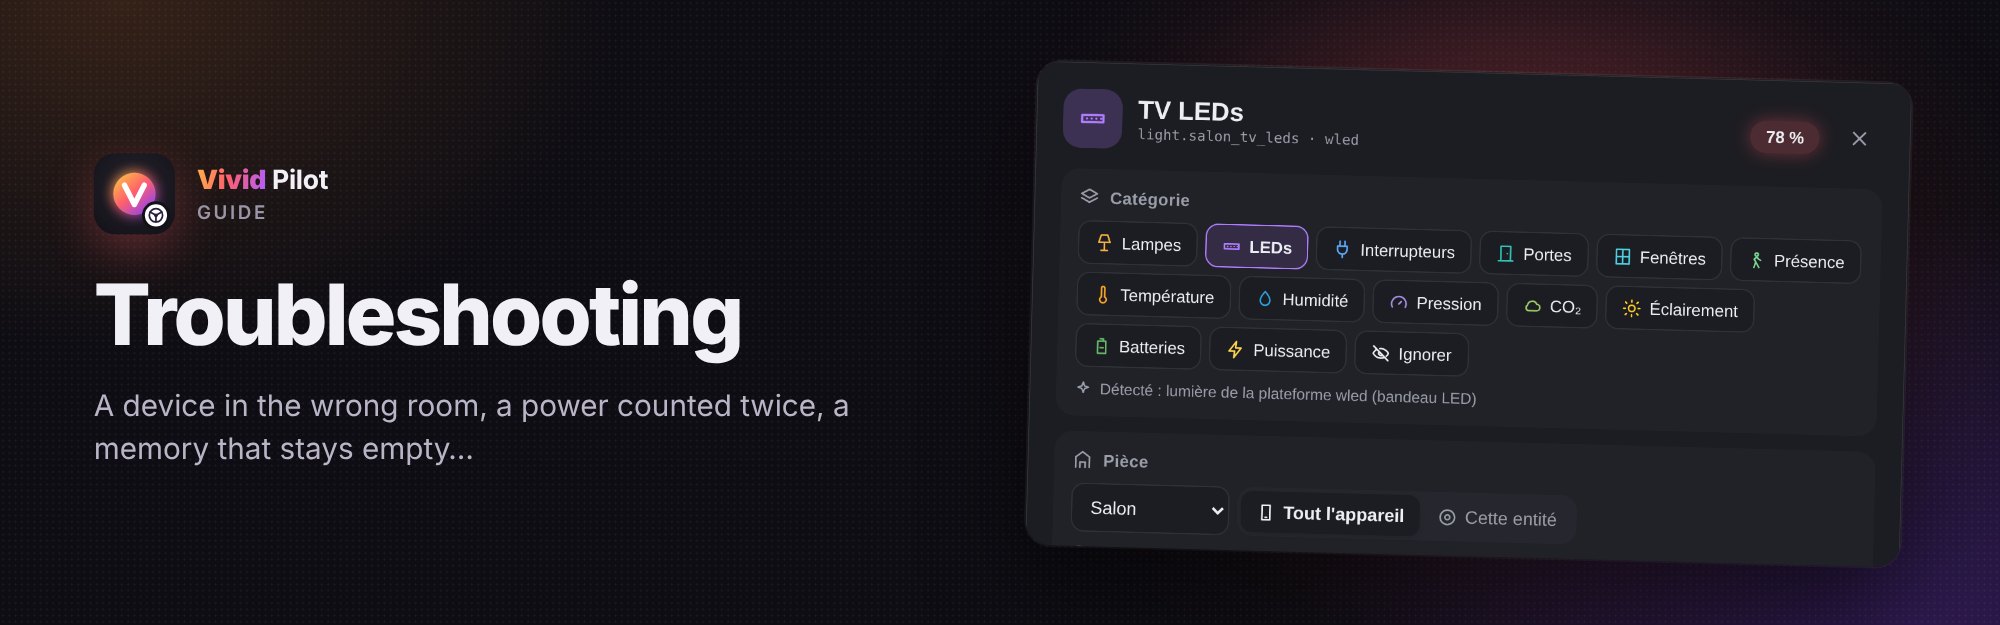 Vivid Pilot
GUIDE
Troubleshooting
A device in the wrong room, a power counted twice, a
memory that stays empty...
TV LEDs
light.salon_tv_leds · wled
78 %
Catégorie
Lampes LEDs Interrupteurs Portes Fenêtres Présence
Température Humidité Pression CO₂ Éclairement
Batteries Puissance Ignorer
Détecté : lumière de la plateforme wled (bandeau LED)
Pièce
Salon Tout l'appareil Cette entité